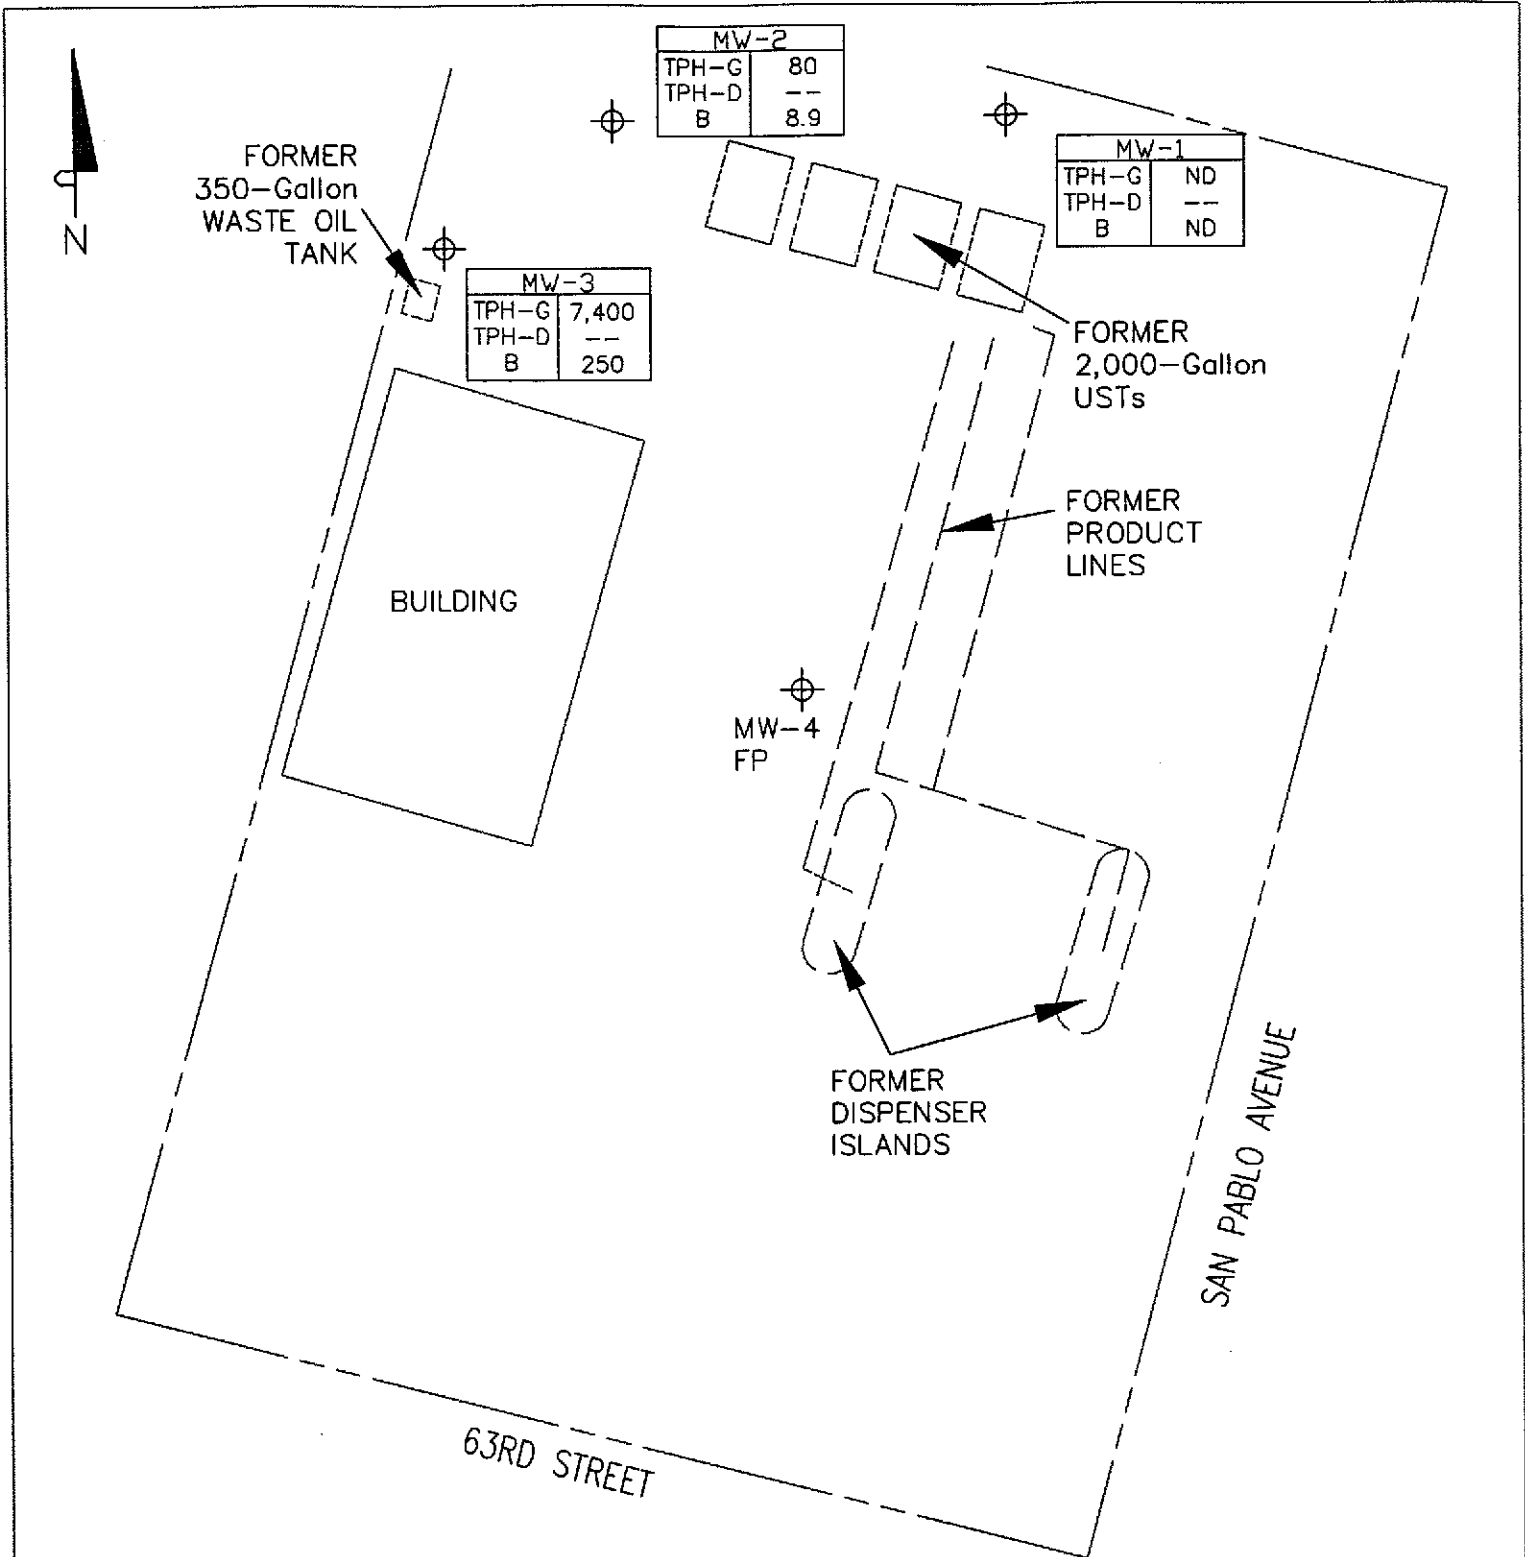 MW-2
TPH-G 80
TPH-D --
B 8.9
MW-1
TPH-G ND
TPH-D --
B ND
N
FORMER
350-Gallon
WASTE OIL
TANK
MW-3
TPH-G 7,400
TPH-D --
B 250
FORMER
2,000-Gallon
USTs
FORMER
PRODUCT
LINES
BUILDING
MW-4
FP
FORMER
DISPENSER
ISLANDS
SAN PABLO AVENUE
63RD STREET